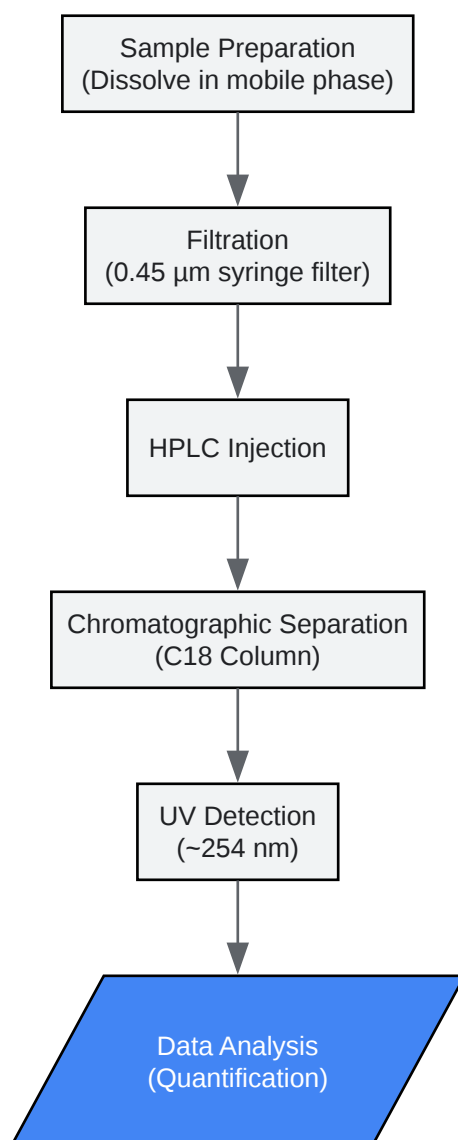 Sample Preparation
(Dissolve in mobile phase)
Filtration
(0.45 µm syringe filter)
HPLC Injection
Chromatographic Separation
(C18 Column)
UV Detection
(~254 nm)
Data Analysis
(Quantification)